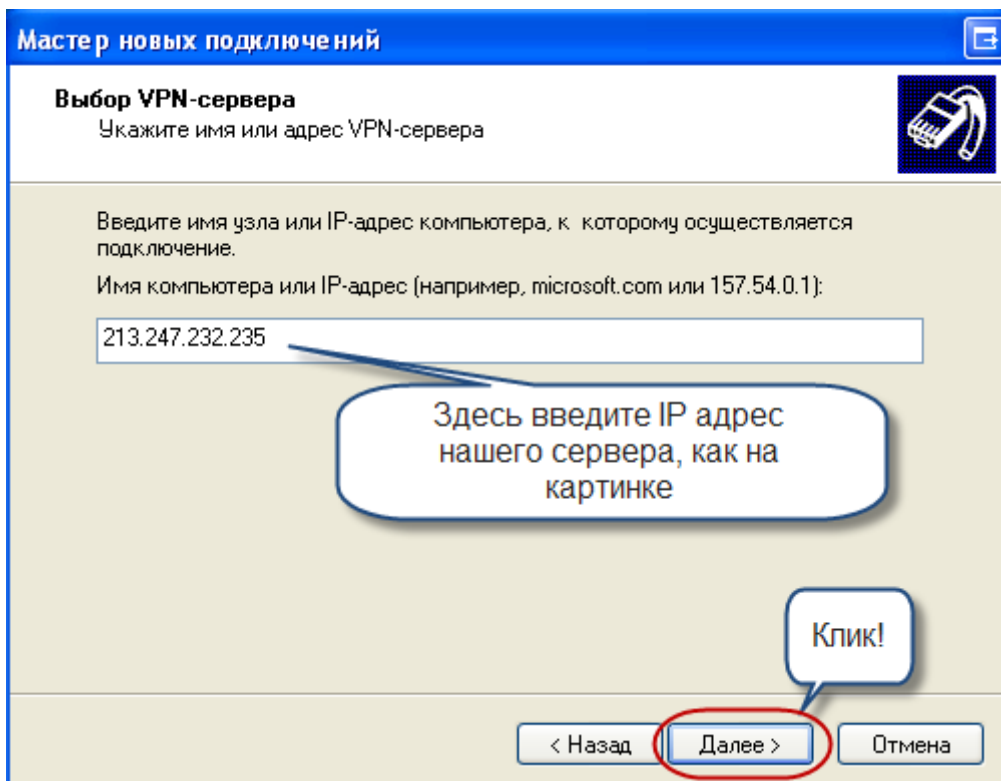 Мастер новых подключений
Выбор VPN-сервера
Укажите имя или адрес VPN-сервера
Введите имя узла или IP-адрес компьютера, к которому осуществляется
подключение.
Имя компьютера или IP-адрес (например, microsoft.com или 157.54.0.1):
213.247.232.235
Здесь введите IP адрес
нашего сервера, как на
картинке
Клик!
< Назад
Далее >
Отмена